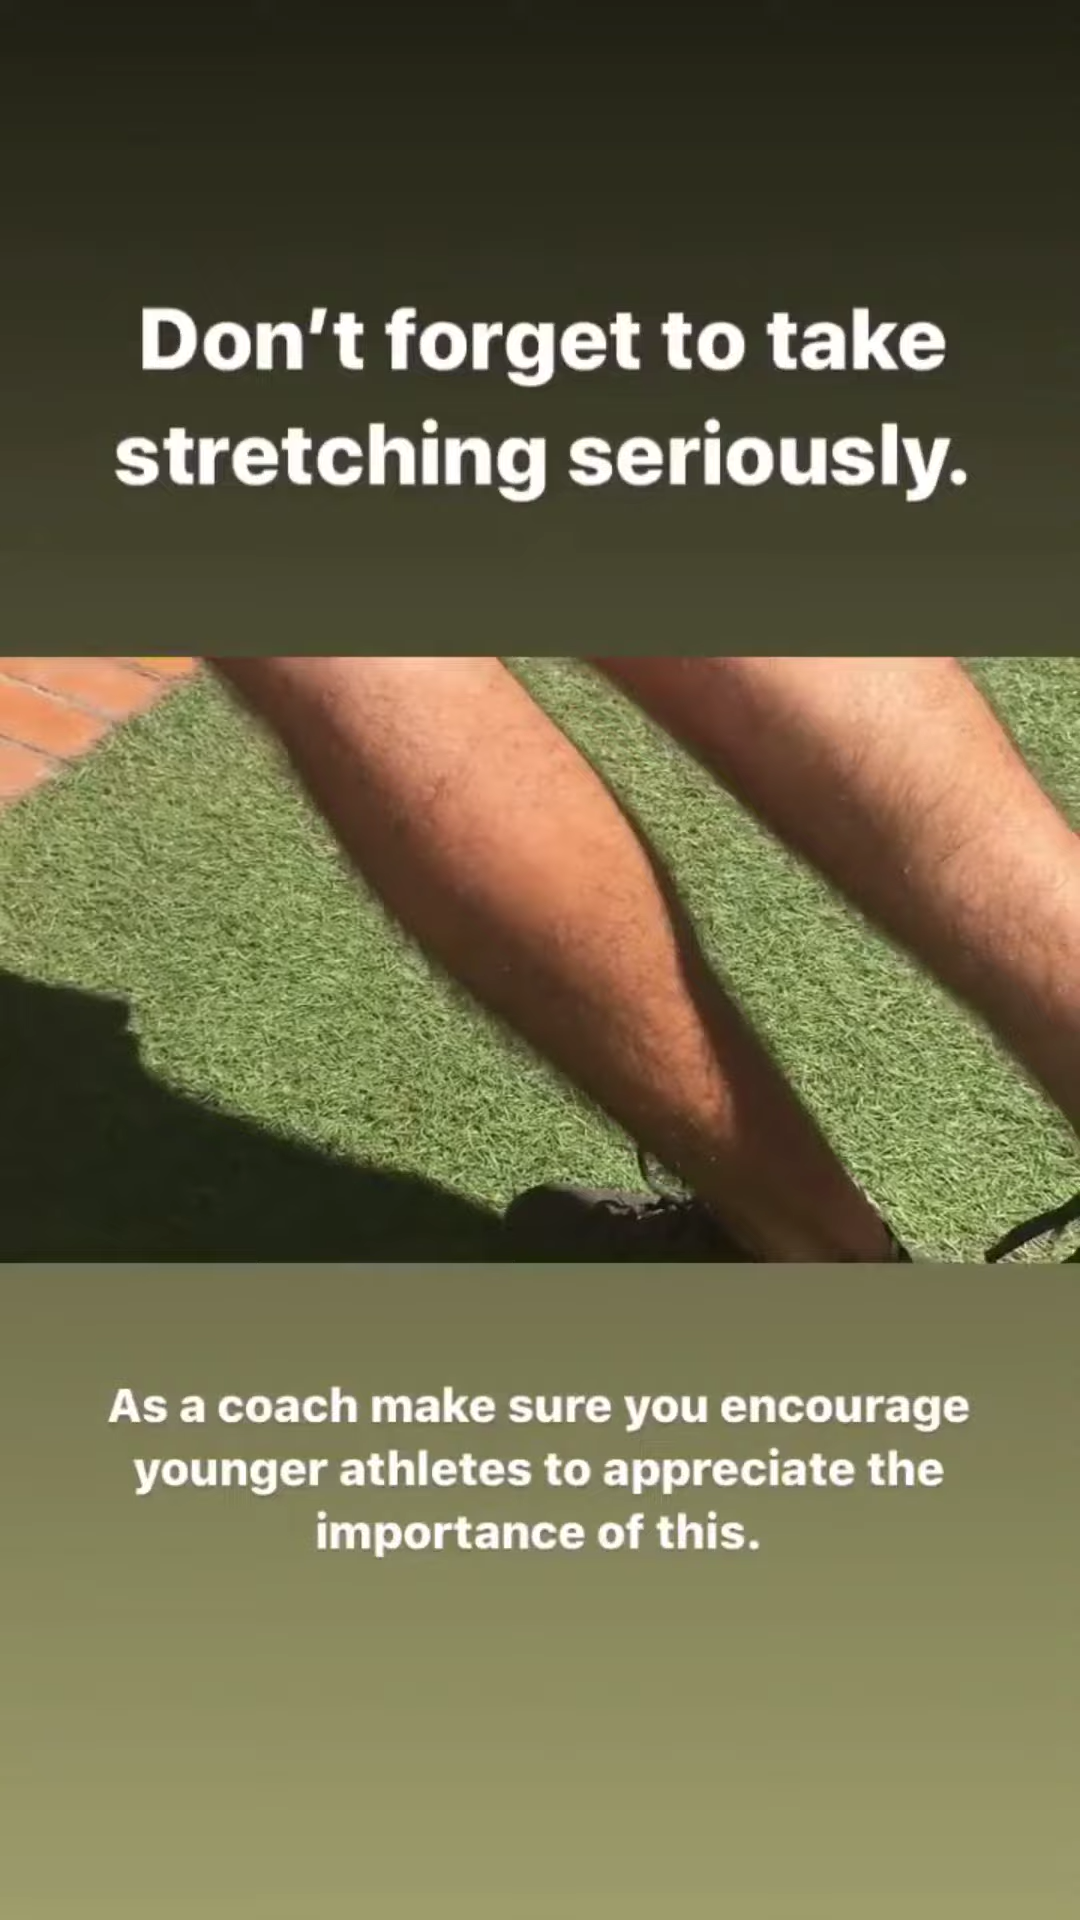 Don’t forget to take
stretching seriously.
As a coach make sure you encourage
younger athletes to appreciate the
importance of this.